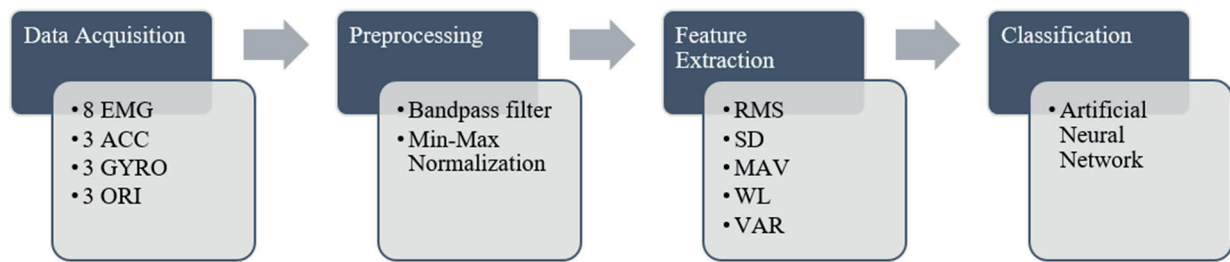 Data Acquisition
• 8 EMG
• 3 ACC
• 3 GYRO
• 3 ORI
Preprocessing
• Bandpass filter
• Min-Max
Normalization
Feature
Extraction
• RMS
• SD
• MAV
• WL
• VAR
Classification
• Artificial
Neural
Network